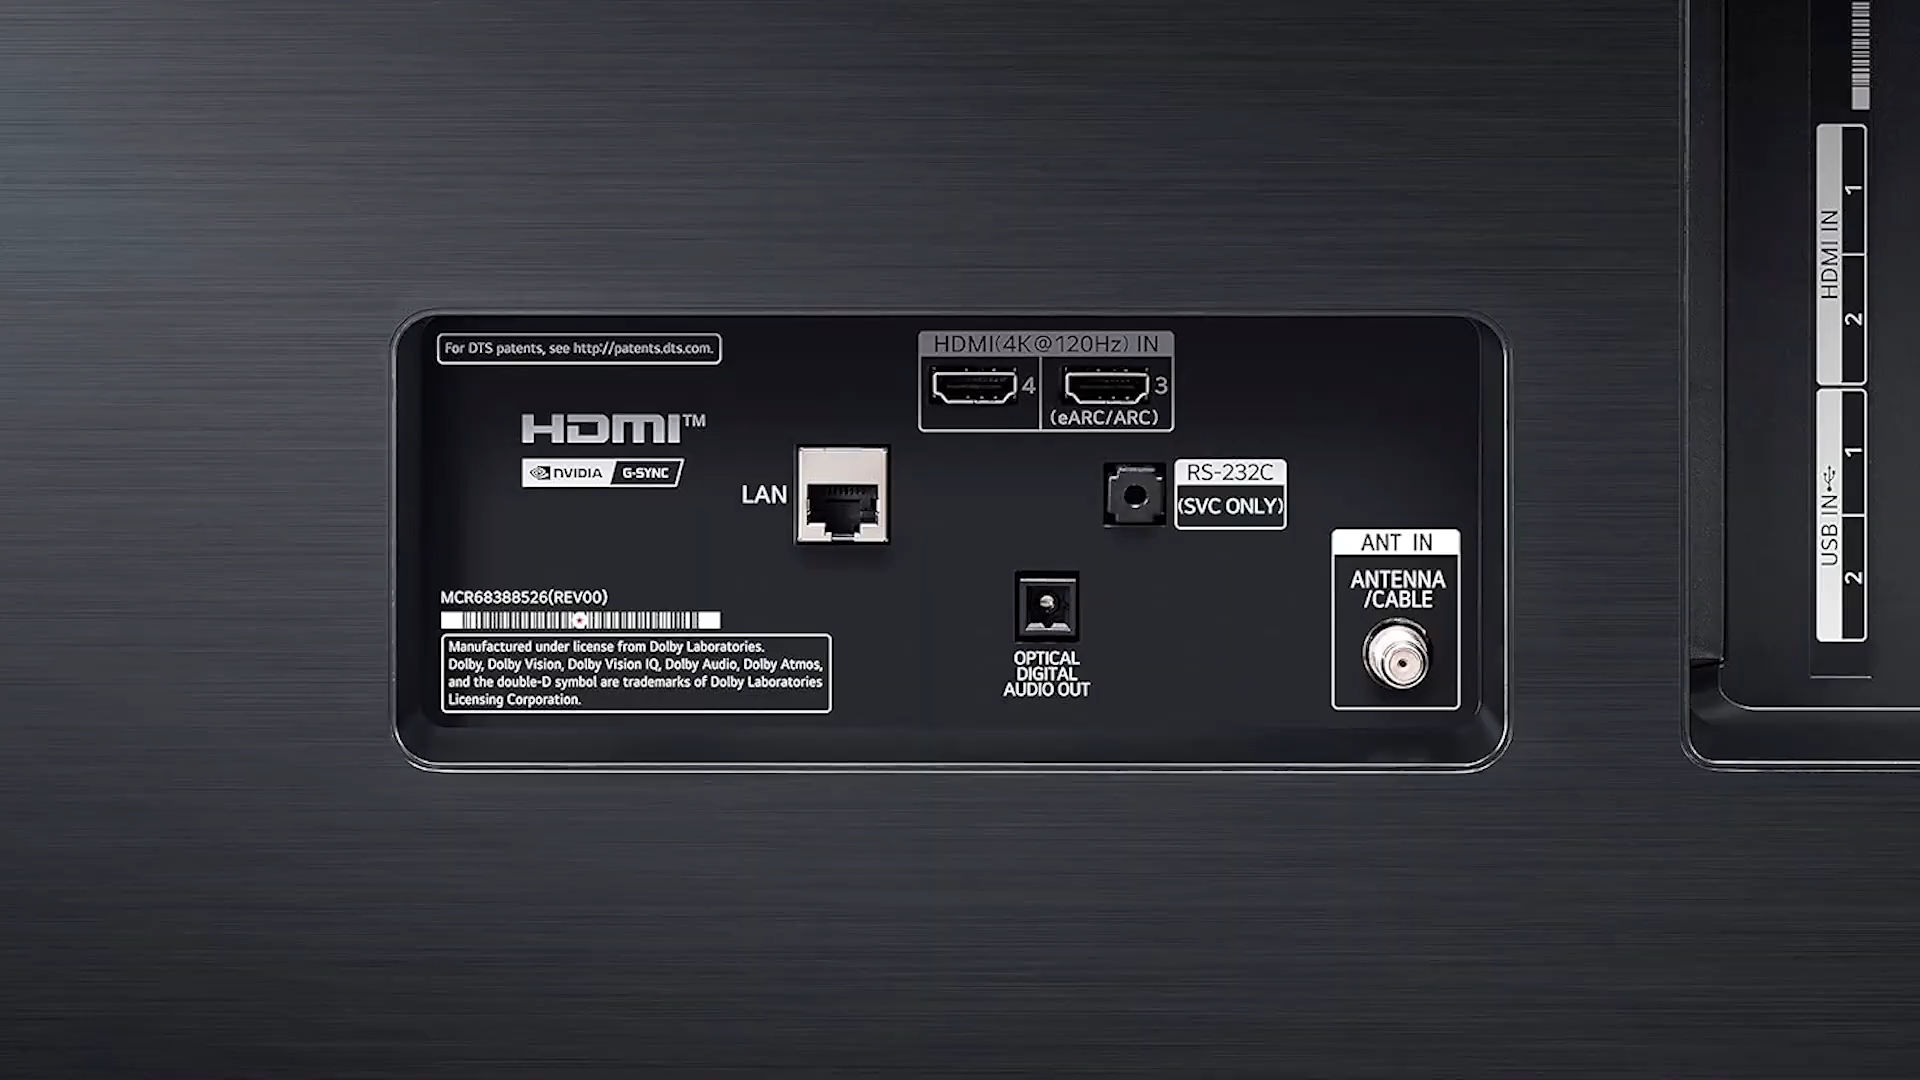 For DTS patents, see http://patents.dts.com.
HDMI™
NVIDIA G-SYNC
LAN
MCR68388526(REV00)
Manufactured under license from Dolby Laboratories.
Dolby, Dolby Vision, Dolby Vision IQ, Dolby Audio, Dolby Atmos,
and the double-D symbol are trademarks of Dolby Laboratories
Licensing Corporation.
HDMI(4K@120Hz) IN
4
3
(eARC/ARC)
RS-232C
(SVC ONLY)
OPTICAL
DIGITAL
AUDIO OUT
ANT IN
ANTENNA
/CABLE
HDMI IN
1
2
USB IN
1
2